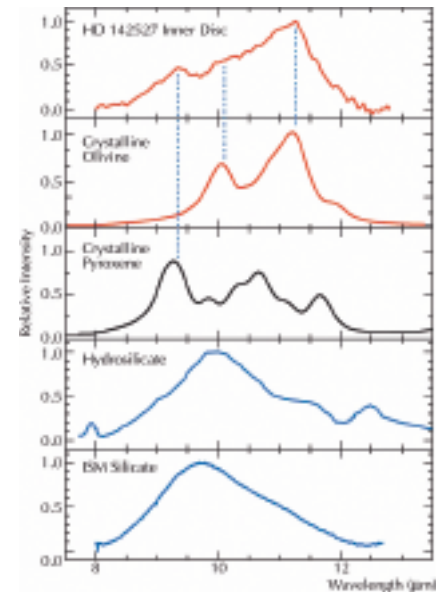 HD 142527 Inner Disc
1.0
0.5
0.0
Crystalline
Olivine
1.0
0.5
0.0
Crystalline
Pyroxene
1.0
0.5
0.0
Relative Intensity
Hydrosilicate
1.0
0.5
0.0
ISM Silicate
1.0
0.5
0.0
8 10 12
Wavelength (μm)